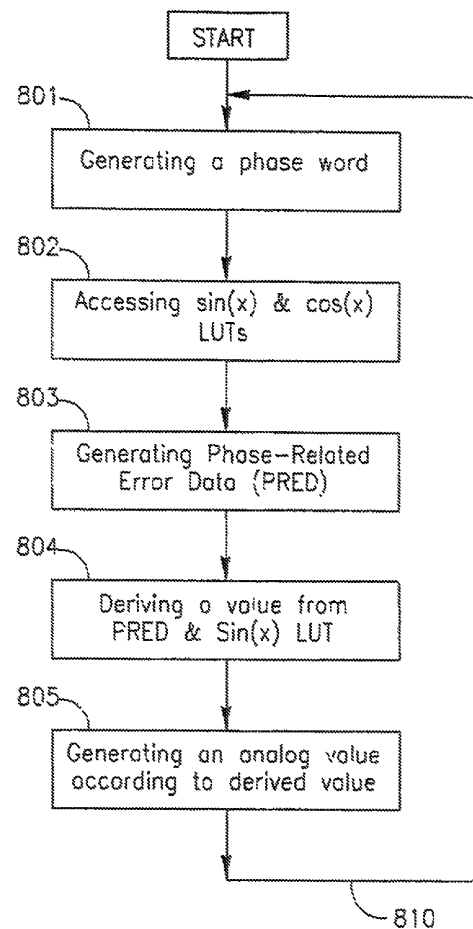 START
801
Generating a phase word
802
Accessing sin(x) & cos(x)
LUTs
803
Generating Phase-Related
Error Data (PRED)
804
Deriving a value from
PRED & Sin(x) LUT
805
Generating an analog value
according to derived value
810